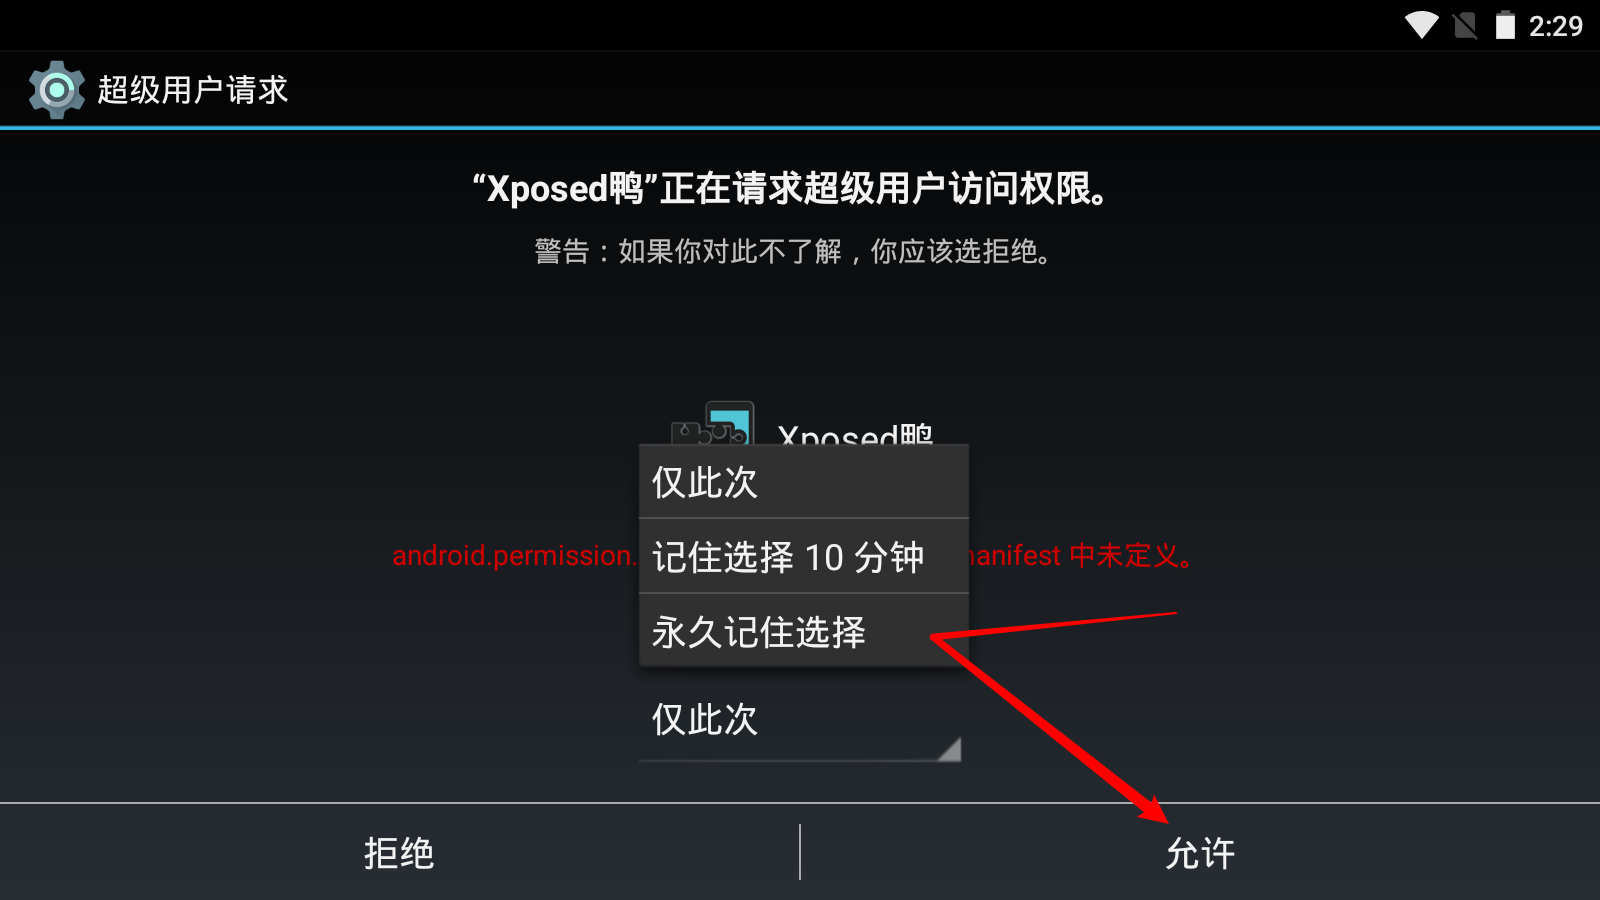 2:29
超级用户请求
“Xposed鸭”正在请求超级用户访问权限。
警告：如果你对此不了解，你应该选拒绝。
Xposed鸭
仅此次
android.permission.
记住选择 10 分钟
anifest 中未定义。
永久记住选择
仅此次
拒绝
允许